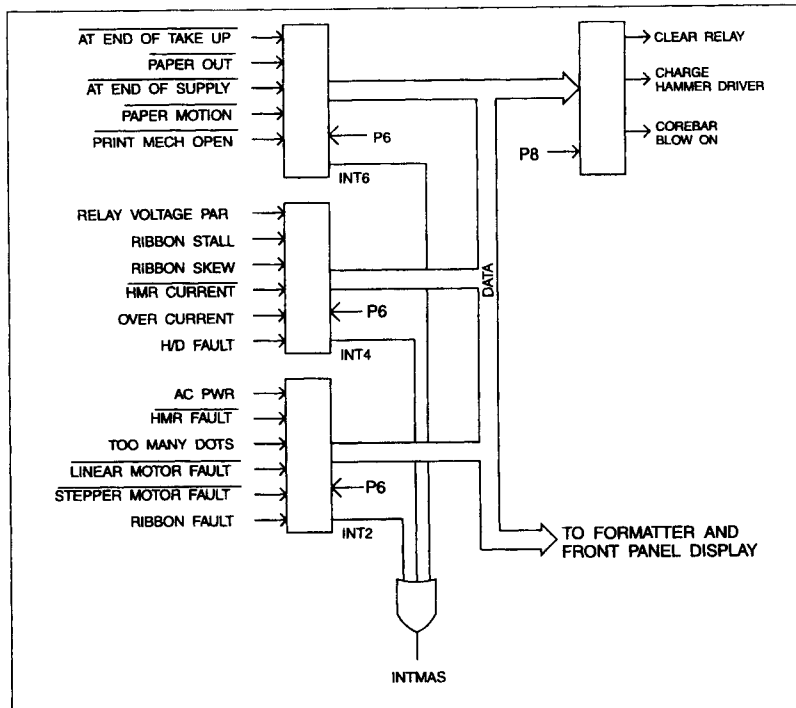 AT END OF TAKE UP
PAPER OUT
AT END OF SUPPLY
PAPER MOTION
PRINT MECH OPEN
P6
INT6
CLEAR RELAY
CHARGE
HAMMER DRIVER
COREBAR
BLOW ON
P8
RELAY VOLTAGE PAR
RIBBON STALL
RIBBON SKEW
HMR CURRENT
OVER CURRENT
H/D FAULT
P6
INT4
DATA
AC PWR
HMR FAULT
TOO MANY DOTS
LINEAR MOTOR FAULT
STEPPER MOTOR FAULT
RIBBON FAULT
P6
INT2
TO FORMATTER AND
FRONT PANEL DISPLAY
INTMAS